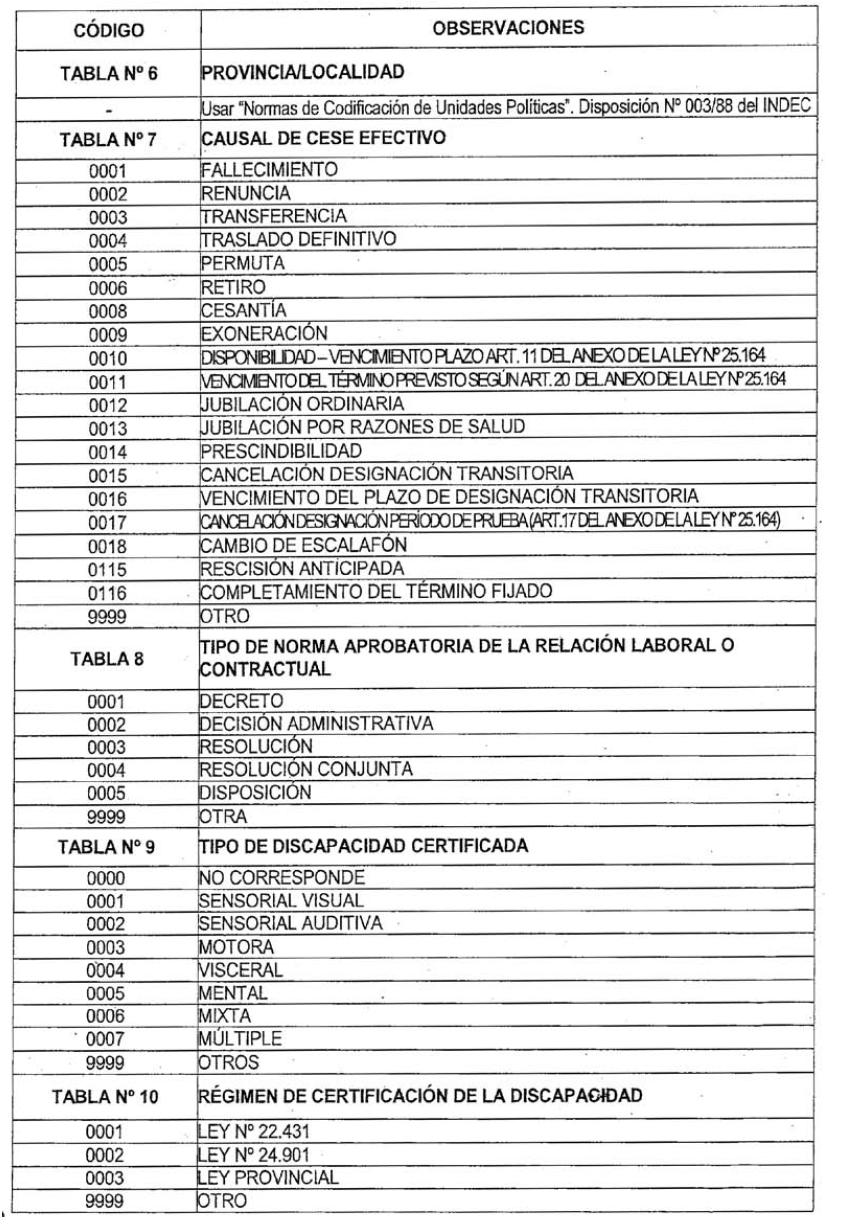 CÓDIGO OBSERVACIONES
TABLA Nº 6 PROVINCIA/LOCALIDAD
- Usar "Normas de Codificación de Unidades Políticas". Disposición Nº 003/88 del INDEC
TABLA Nº 7 CAUSAL DE CESE EFECTIVO
0001 FALLECIMIENTO
0002 RENUNCIA
0003 TRANSFERENCIA
0004 TRASLADO DEFINITIVO
0005 PERMUTA
0006 RETIRO
0008 CESANTÍA
0009 EXONERACIÓN
0010 DISPONIBILIDAD – VENCIMIENTO PLAZO ART. 11 DEL ANEXO DE LA LEY Nº 25.164
0011 VENCIMIENTO DEL TÉRMINO PREVISTO SEGÚN ART. 20 DEL ANEXO DE LA LEY Nº 25.164
0012 JUBILACIÓN ORDINARIA
0013 JUBILACIÓN POR RAZONES DE SALUD
0014 PRESCINDIBILIDAD
0015 CANCELACIÓN DESIGNACIÓN TRANSITORIA
0016 VENCIMIENTO DEL PLAZO DE DESIGNACIÓN TRANSITORIA
0017 CANCELACIÓN DESIGNACIÓN PERÍODO DE PRUEBA (ART.17 DEL ANEXO DE LA LEY Nº 25.164)
0018 CAMBIO DE ESCALAFÓN
0115 RESCISIÓN ANTICIPADA
0116 COMPLETAMIENTO DEL TÉRMINO FIJADO
9999 OTRO
TABLA 8 TIPO DE NORMA APROBATORIA DE LA RELACIÓN LABORAL O
CONTRACTUAL
0001 DECRETO
0002 DECISIÓN ADMINISTRATIVA
0003 RESOLUCIÓN
0004 RESOLUCIÓN CONJUNTA
0005 DISPOSICIÓN
9999 OTRA
TABLA Nº 9 TIPO DE DISCAPACIDAD CERTIFICADA
0000 NO CORRESPONDE
0001 SENSORIAL VISUAL
0002 SENSORIAL AUDITIVA
0003 MOTORA
0004 VISCERAL
0005 MENTAL
0006 MIXTA
0007 MÚLTIPLE
9999 OTROS
TABLA Nº 10 RÉGIMEN DE CERTIFICACIÓN DE LA DISCAPACIDAD
0001 LEY Nº 22.431
0002 LEY Nº 24.901
0003 LEY PROVINCIAL
9999 OTRO